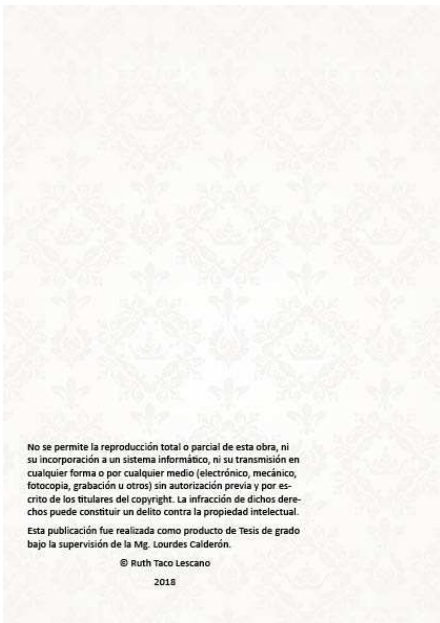 No se permite la reproducción total o parcial de esta obra, ni
su incorporación a un sistema informático, ni su transmisión en
cualquier forma o por cualquier medio (electrónico, mecánico,
fotocopia, grabación u otros) sin autorización previa y por es-
crito de los titulares del copyright. La infracción de dichos dere-
chos puede constituir un delito contra la propiedad intelectual.
Esta publicación fue realizada como producto de Tesis de grado
bajo la supervisión de la Mg. Lourdes Calderón.
© Ruth Taco Lescano
2018